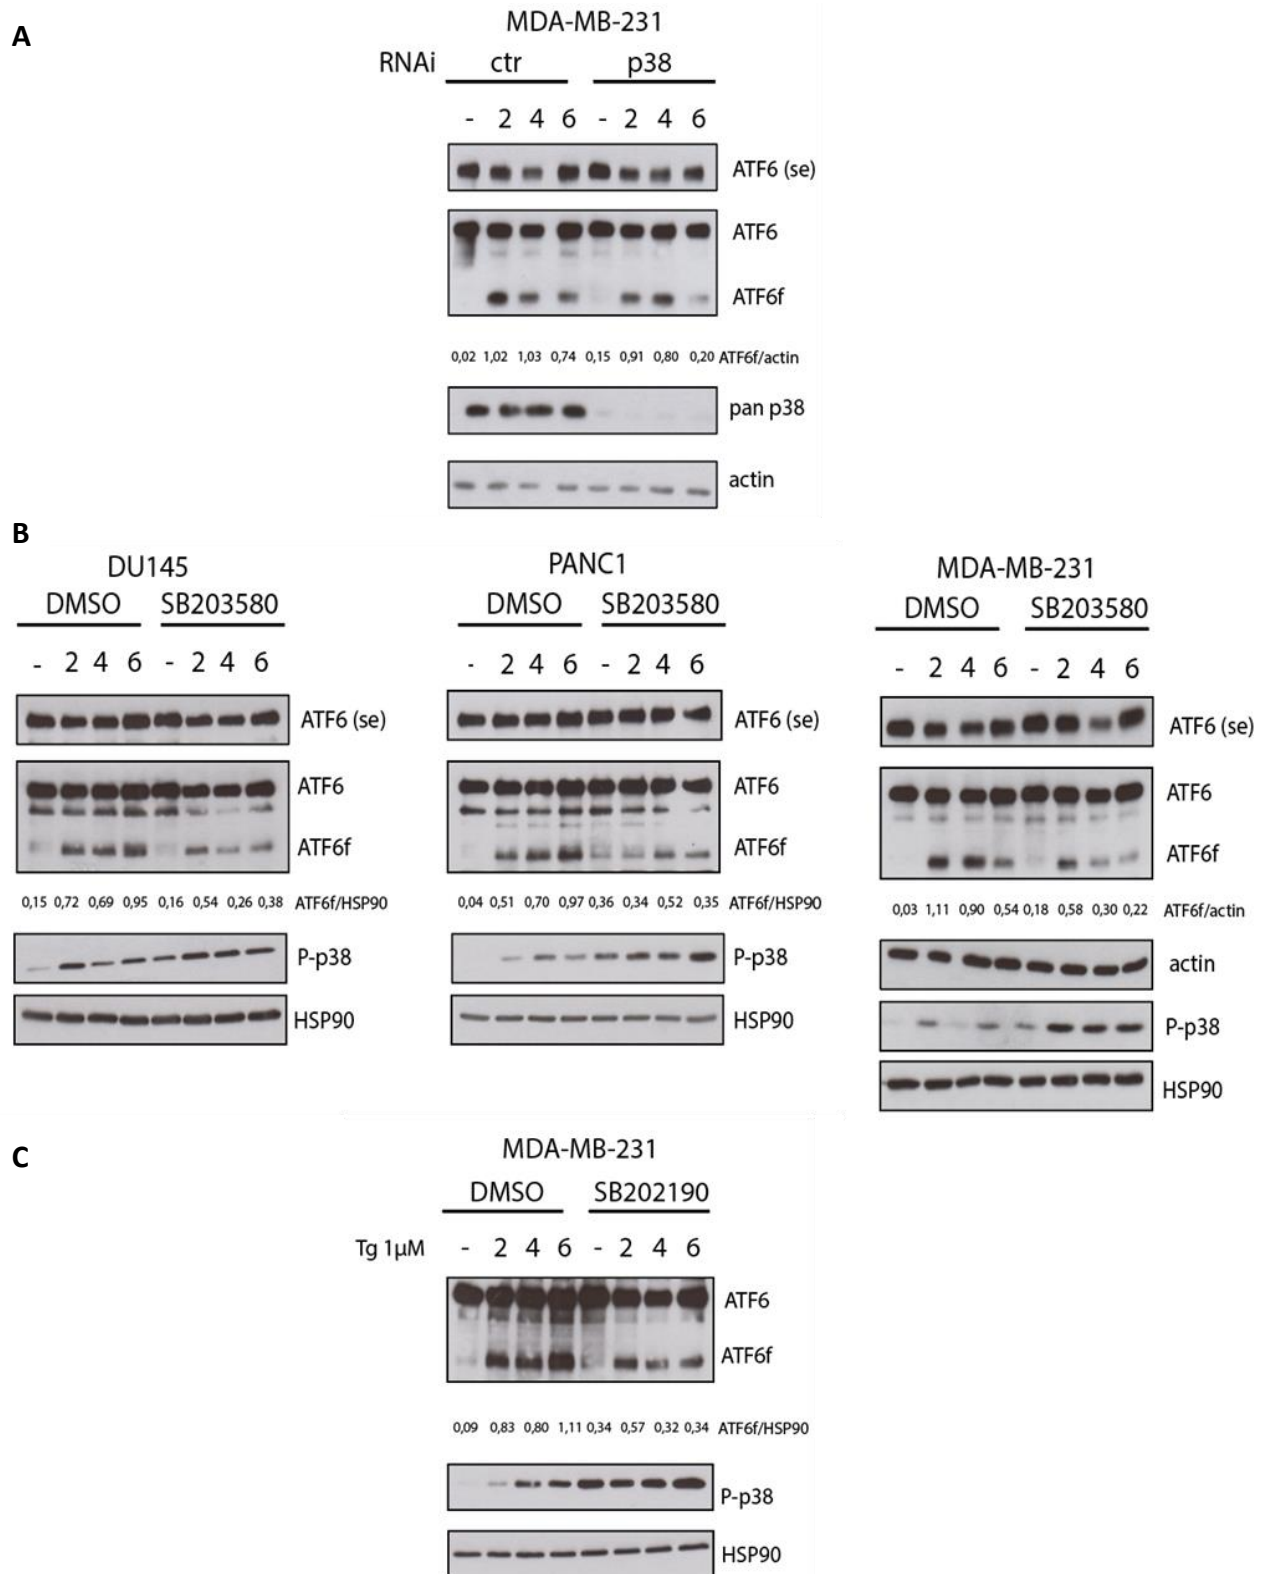 A
MDA-MB-231
RNAi ctr p38
- 2 4 6 - 2 4 6
ATF6 (se)
ATF6
ATF6f
0,02 1,02 1,03 0,74 0,15 0,91 0,80 0,20 ATF6f/actin
pan p38
actin
B
DU145
DMSO SB203580
- 2 4 6 - 2 4 6
ATF6 (se)
ATF6
ATF6f
0,15 0,72 0,69 0,95 0,16 0,54 0,26 0,38 ATF6f/HSP90
P-p38
HSP90
PANC1
DMSO SB203580
- 2 4 6 - 2 4 6
ATF6 (se)
ATF6
ATF6f
0,04 0,51 0,70 0,97 0,36 0,34 0,52 0,35 ATF6f/HSP90
P-p38
HSP90
MDA-MB-231
DMSO SB203580
- 2 4 6 - 2 4 6
ATF6 (se)
ATF6
ATF6f
0,03 1,11 0,90 0,54 0,18 0,58 0,30 0,22 ATF6f/actin
actin
P-p38
HSP90
C
MDA-MB-231
DMSO SB202190
Tg 1µM - 2 4 6 - 2 4 6
ATF6
ATF6f
0,09 0,83 0,80 1,11 0,34 0,57 0,32 0,34 ATF6f/HSP90
P-p38
HSP90